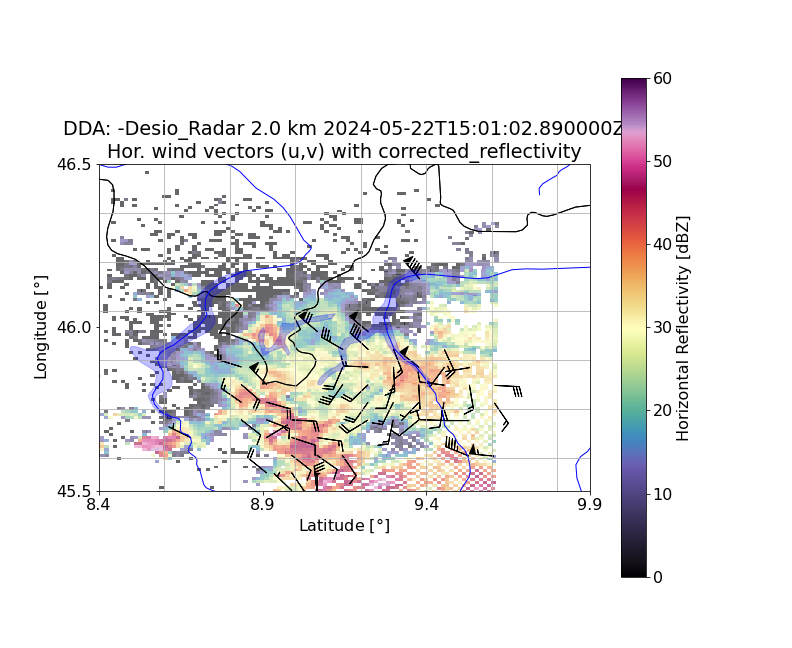 DDA: -Desio_Radar 2.0 km 2024-05-22T15:01:02.890000Z
Hor. wind vectors (u,v) with corrected_reflectivity
46.5
46.0
45.5
8.4
8.9
9.4
9.9
Longitude [°]
Latitude [°]
60
50
40
30
20
10
0
Horizontal Reflectivity [dBZ]